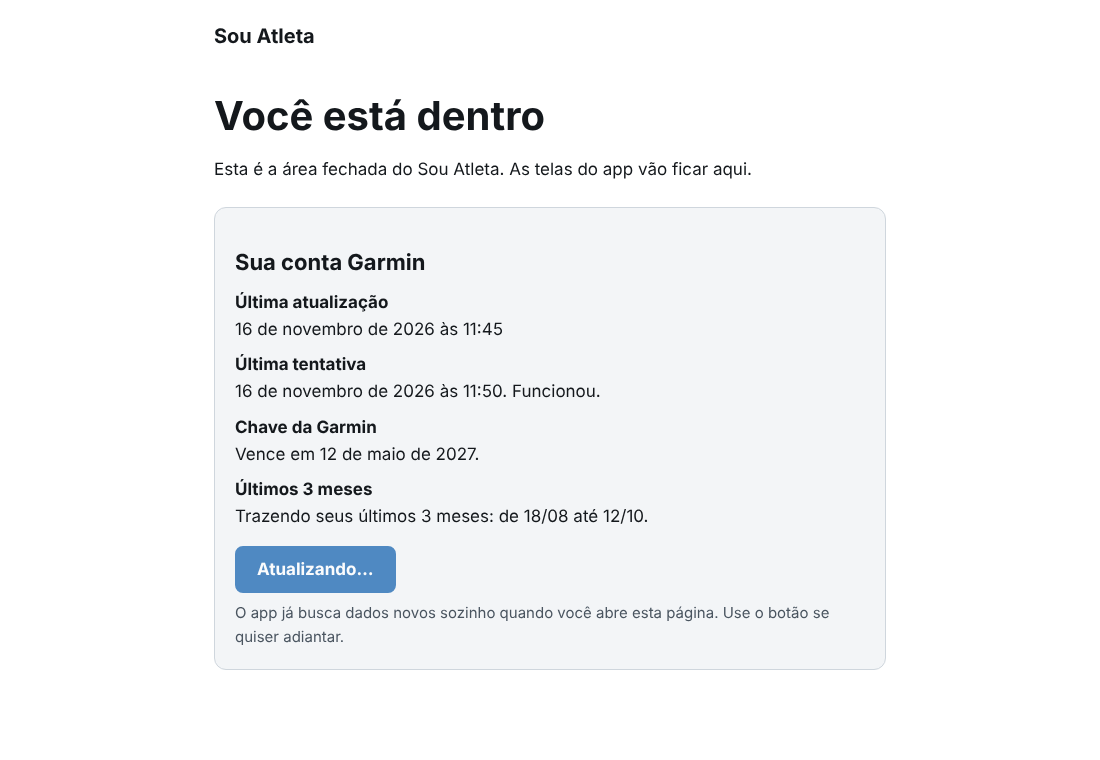 Sou Atleta
Você está dentro
Esta é a área fechada do Sou Atleta. As telas do app vão ficar aqui.
Sua conta Garmin
Última atualização
16 de novembro de 2026 às 11:45
Última tentativa
16 de novembro de 2026 às 11:50. Funcionou.
Chave da Garmin
Vence em 12 de maio de 2027.
Últimos 3 meses
Trazendo seus últimos 3 meses: de 18/08 até 12/10.
Atualizando...
O app já busca dados novos sozinho quando você abre esta página. Use o botão se
quiser adiantar.